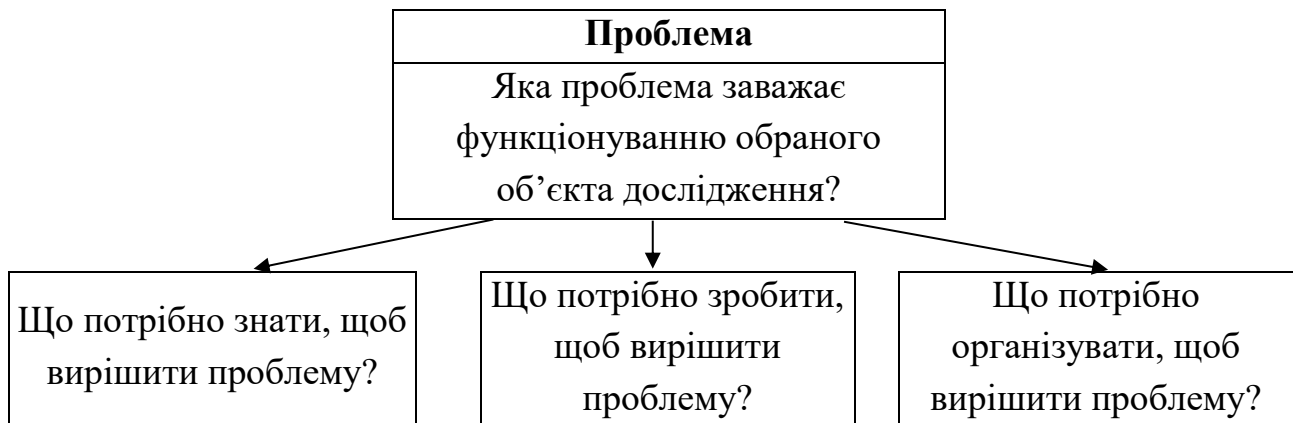 Проблема
Яка проблема заважає
функціонуванню обраного
об’єкта дослідження?
Що потрібно знати, щоб
вирішити проблему?
Що потрібно зробити,
щоб вирішити
проблему?
Що потрібно
організувати, щоб
вирішити проблему?